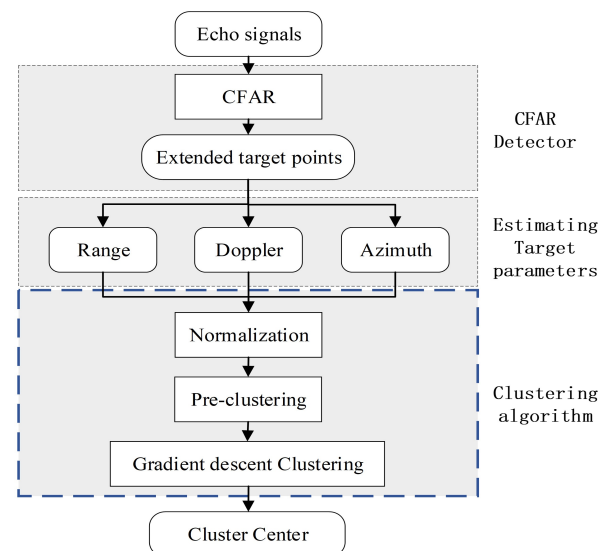 Echo signals
CFAR
Extended target points
CFAR
Detector
Range
Doppler
Azimuth
Estimating
Target
parameters
Normalization
Pre-clustering
Gradient descent Clustering
Clustering
algorithm
Cluster Center